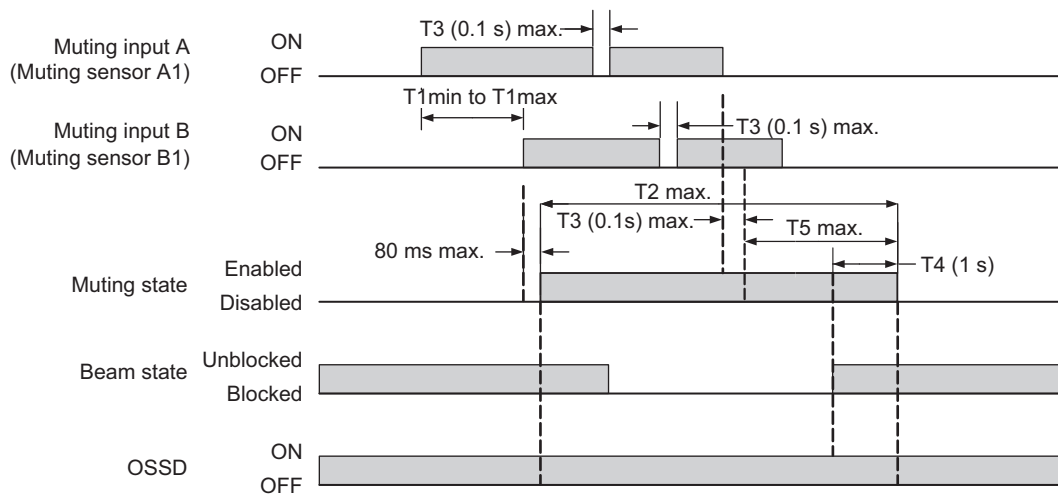 T3 (0.1 s) max.
Muting input A
(Muting sensor A1)
ON
OFF
T1min to T1max
Muting input B
(Muting sensor B1)
ON
OFF
T3 (0.1 s) max.
T2 max.
T3 (0.1s) max.
T5 max.
80 ms max.
T4 (1 s)
Muting state
Enabled
Disabled
Beam state
Unblocked
Blocked
OSSD
ON
OFF